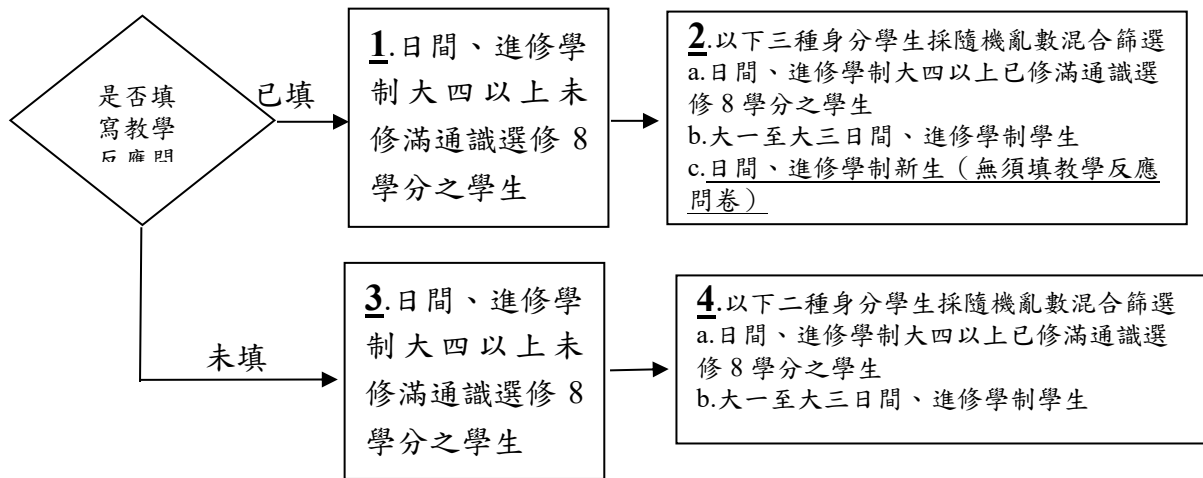 是否填
寫教學
反應問
已填
1.日間、進修學
制大四以上未
修滿通識選修 8
學分之學生
2.以下三種身分學生採隨機亂數混合篩選
a.日間、進修學制大四以上已修滿通識選
修 8 學分之學生
b.大一至大三日間、進修學制學生
c.日間、進修學制新生（無須填教學反應
問卷）
未填
3.日間、進修學
制大四以上未
修滿通識選修 8
學分之學生
4.以下二種身分學生採隨機亂數混合篩選
a.日間、進修學制大四以上已修滿通識選
修 8 學分之學生
b.大一至大三日間、進修學制學生